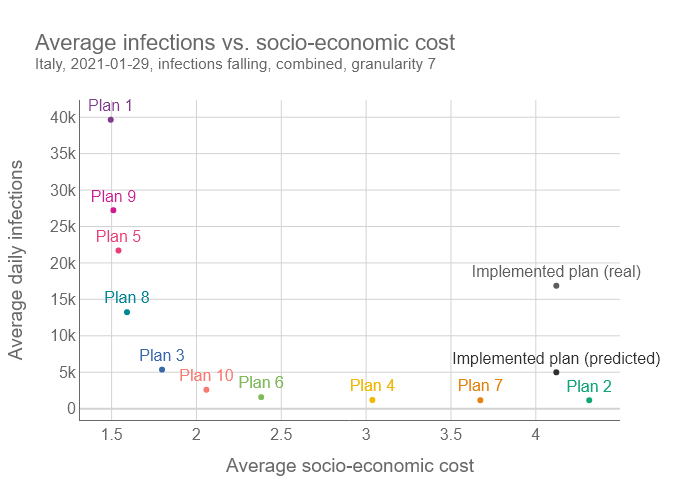 Average infections vs. socio-economic cost
Italy, 2021-01-29, infections falling, combined, granularity 7
Average daily infections
40k
35k
30k
25k
20k
15k
10k
5k
0
Plan 1
Plan 9
Plan 5
Implemented plan (real)
Plan 8
Plan 3
Implemented plan (predicted)
Plan 10
Plan 6
Plan 4
Plan 7
Plan 2
1.5
2
2.5
3
3.5
4
Average socio-economic cost